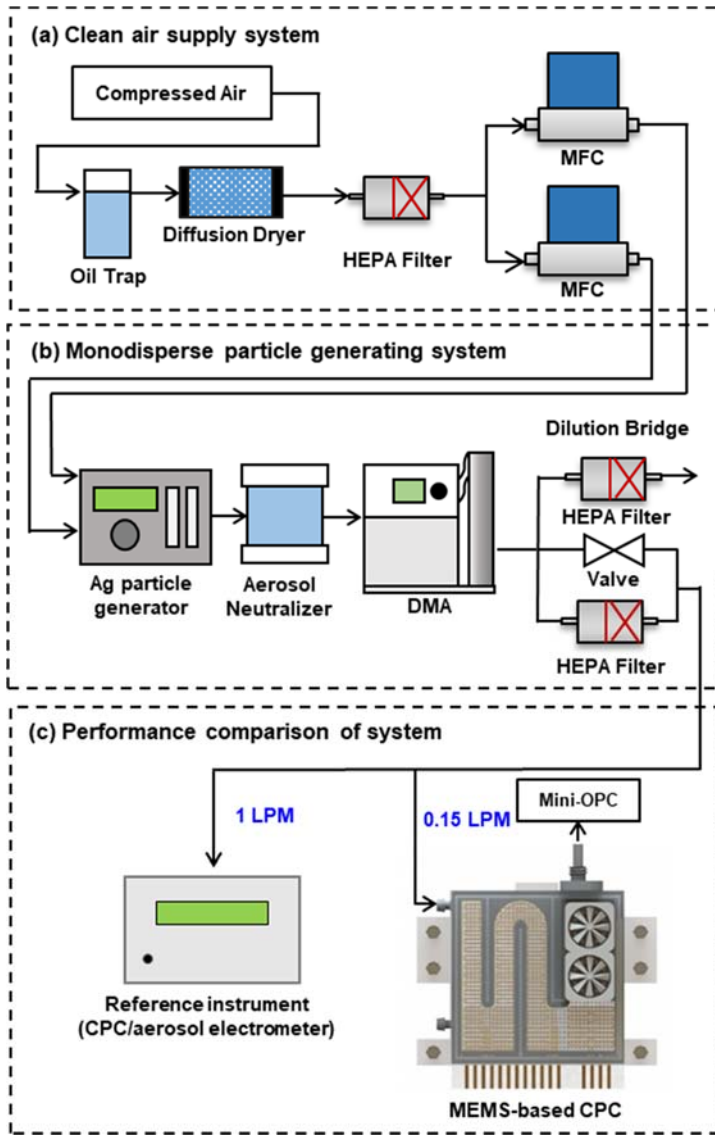 (a) Clean air supply system
Compressed Air
MFC
Oil Trap
Diffusion Dryer
HEPA Filter
MFC
(b) Monodisperse particle generating system
Dilution Bridge
HEPA Filter
Ag particle
generator
Aerosol
Neutralizer
DMA
Valve
HEPA Filter
(c) Performance comparison of system
1 LPM
0.15 LPM
Mini-OPC
Reference instrument
(CPC/aerosol electrometer)
MEMS-based CPC